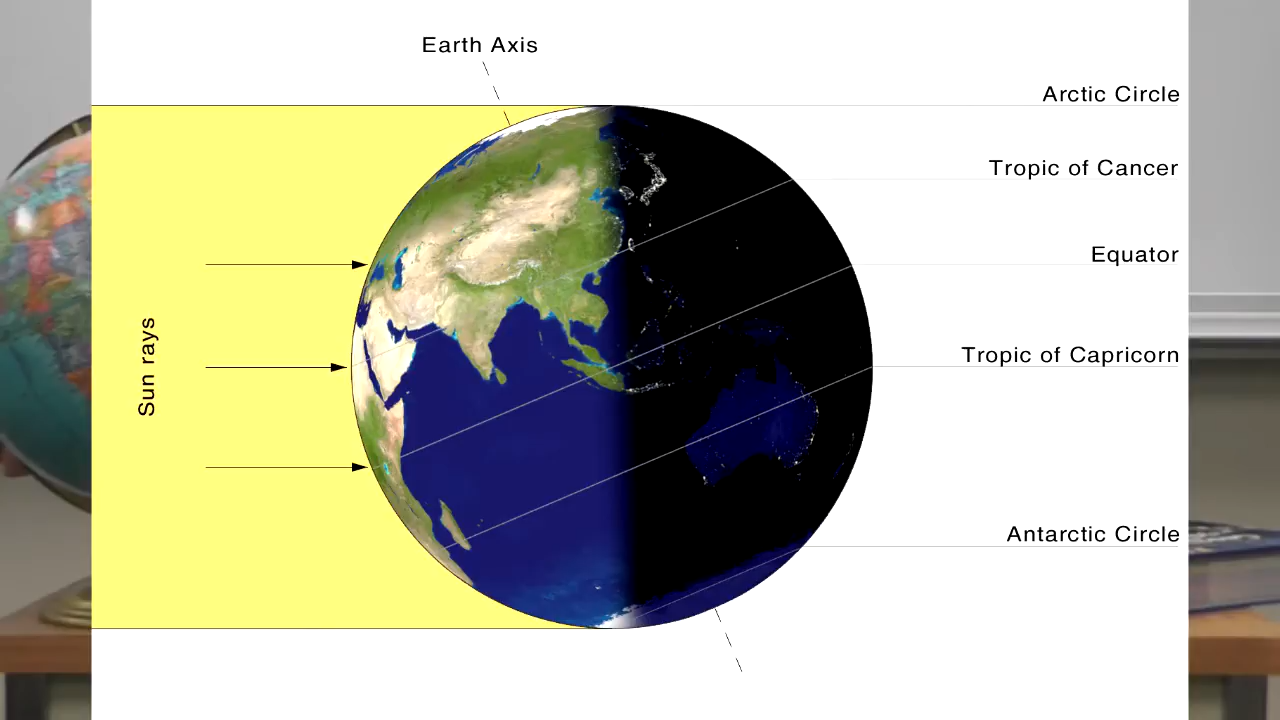 Earth Axis
Arctic Circle
Tropic of Cancer
Equator
Sun rays
Tropic of Capricorn
Antarctic Circle